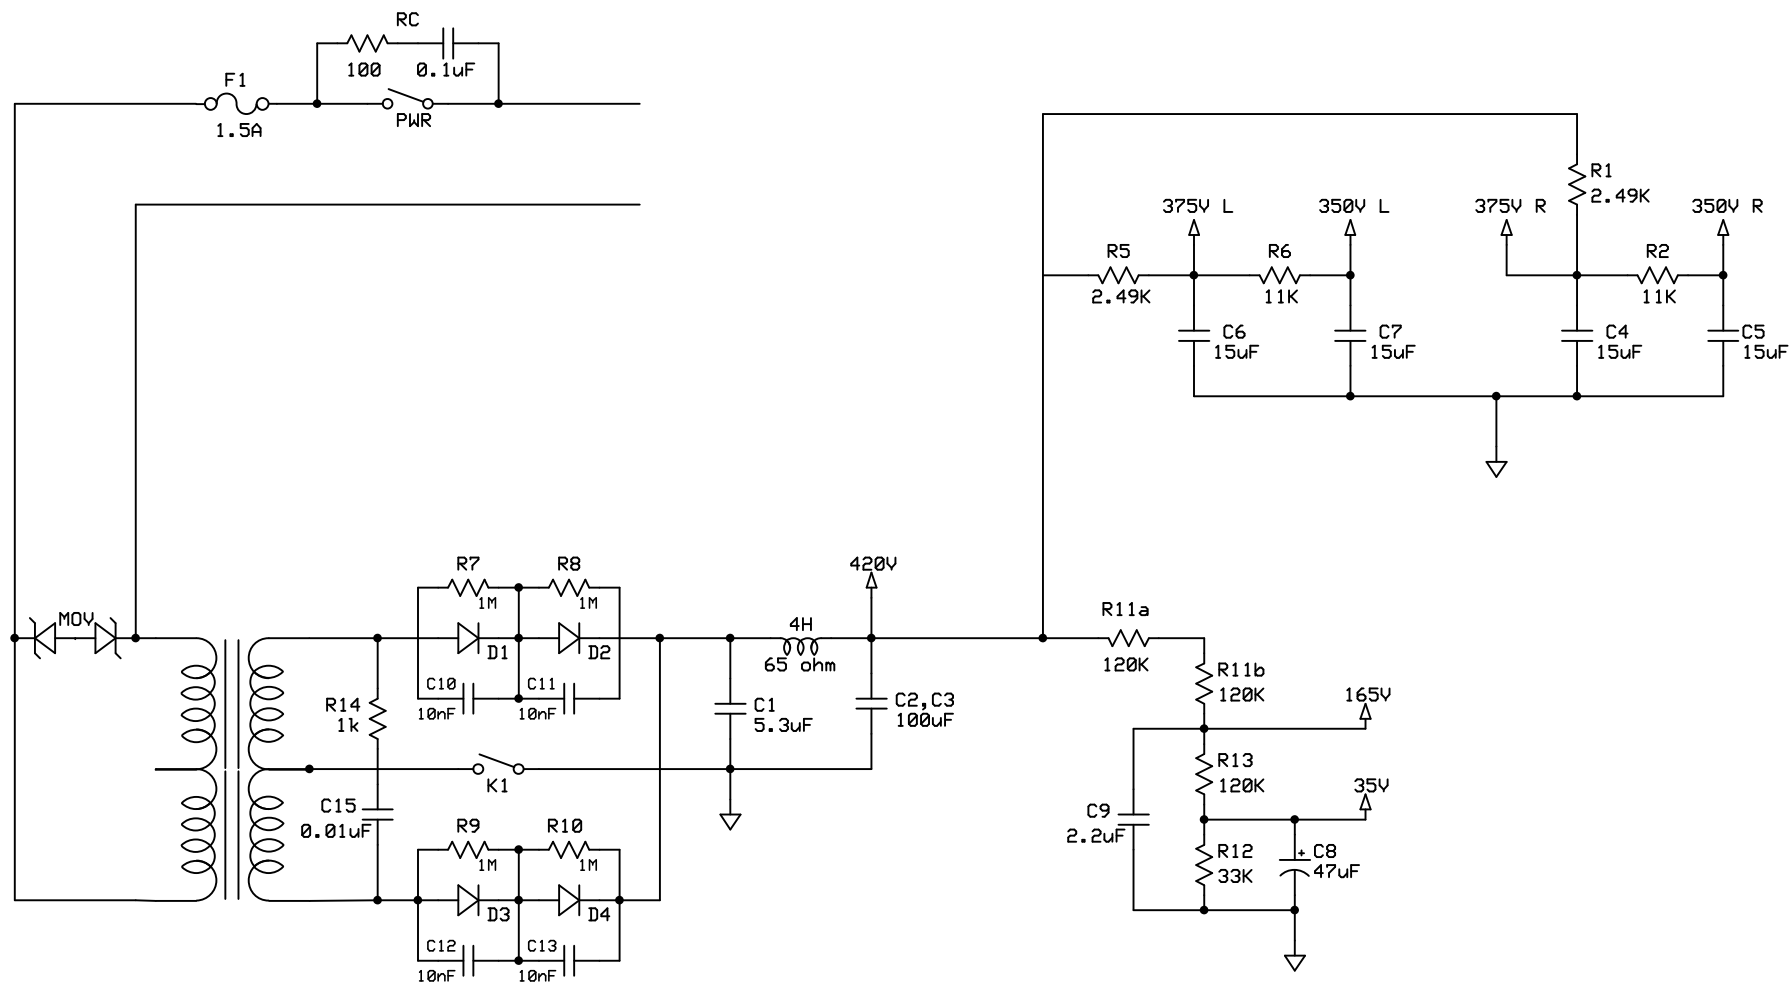 RC
100
0.1uF
F1
1.5A
PWR
R1
2.49K
375V L
350V L
375V R
350V R
R5
2.49K
R6
11K
R2
11K
C6
15uF
C7
15uF
C4
15uF
C5
15uF
MOV
R7
1M
R8
1M
D1
D2
C10
10nF
C11
10nF
R14
1k
C15
0.01uF
K1
R9
1M
R10
1M
D3
D4
C12
10nF
C13
10nF
4H
65 ohm
420V
C1
5.3uF
C2,C3
100uF
R11a
120K
R11b
120K
165V
R13
120K
35V
C9
2.2uF
R12
33K
+
C8
47uF